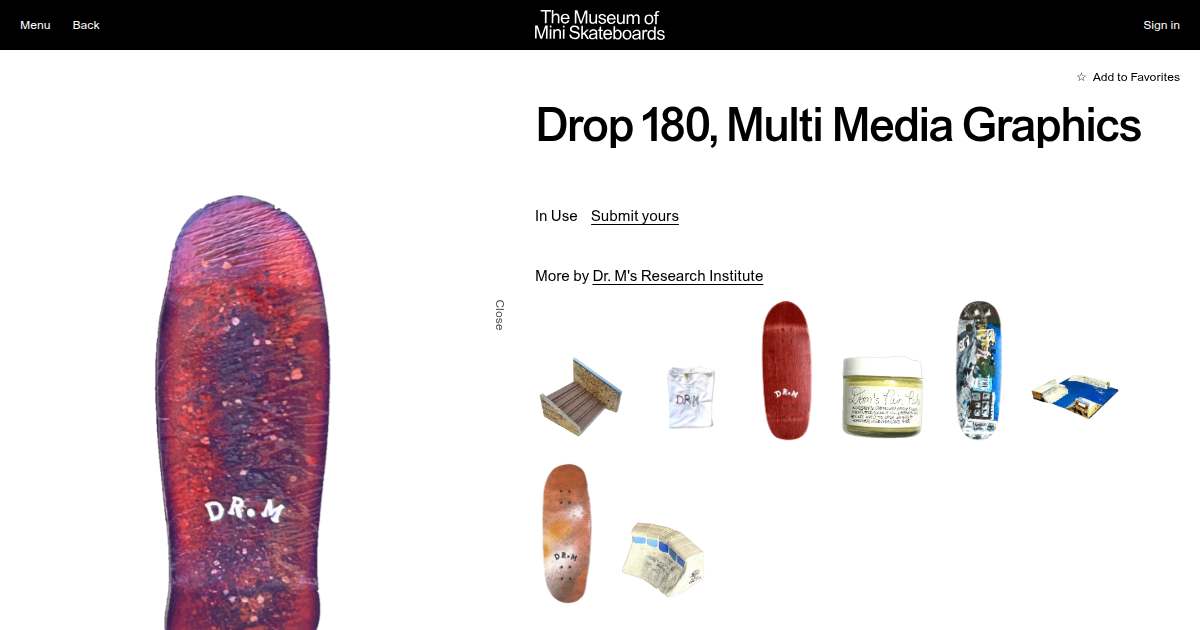 Menu
Back
The Museum of
Mini Skateboards
Sign in
☆ Add to Favorites
Drop 180, Multi Media Graphics
In Use
Submit yours
More by Dr. M's Research Institute
Close
DR.M
DR.M
DR.M
DR.M